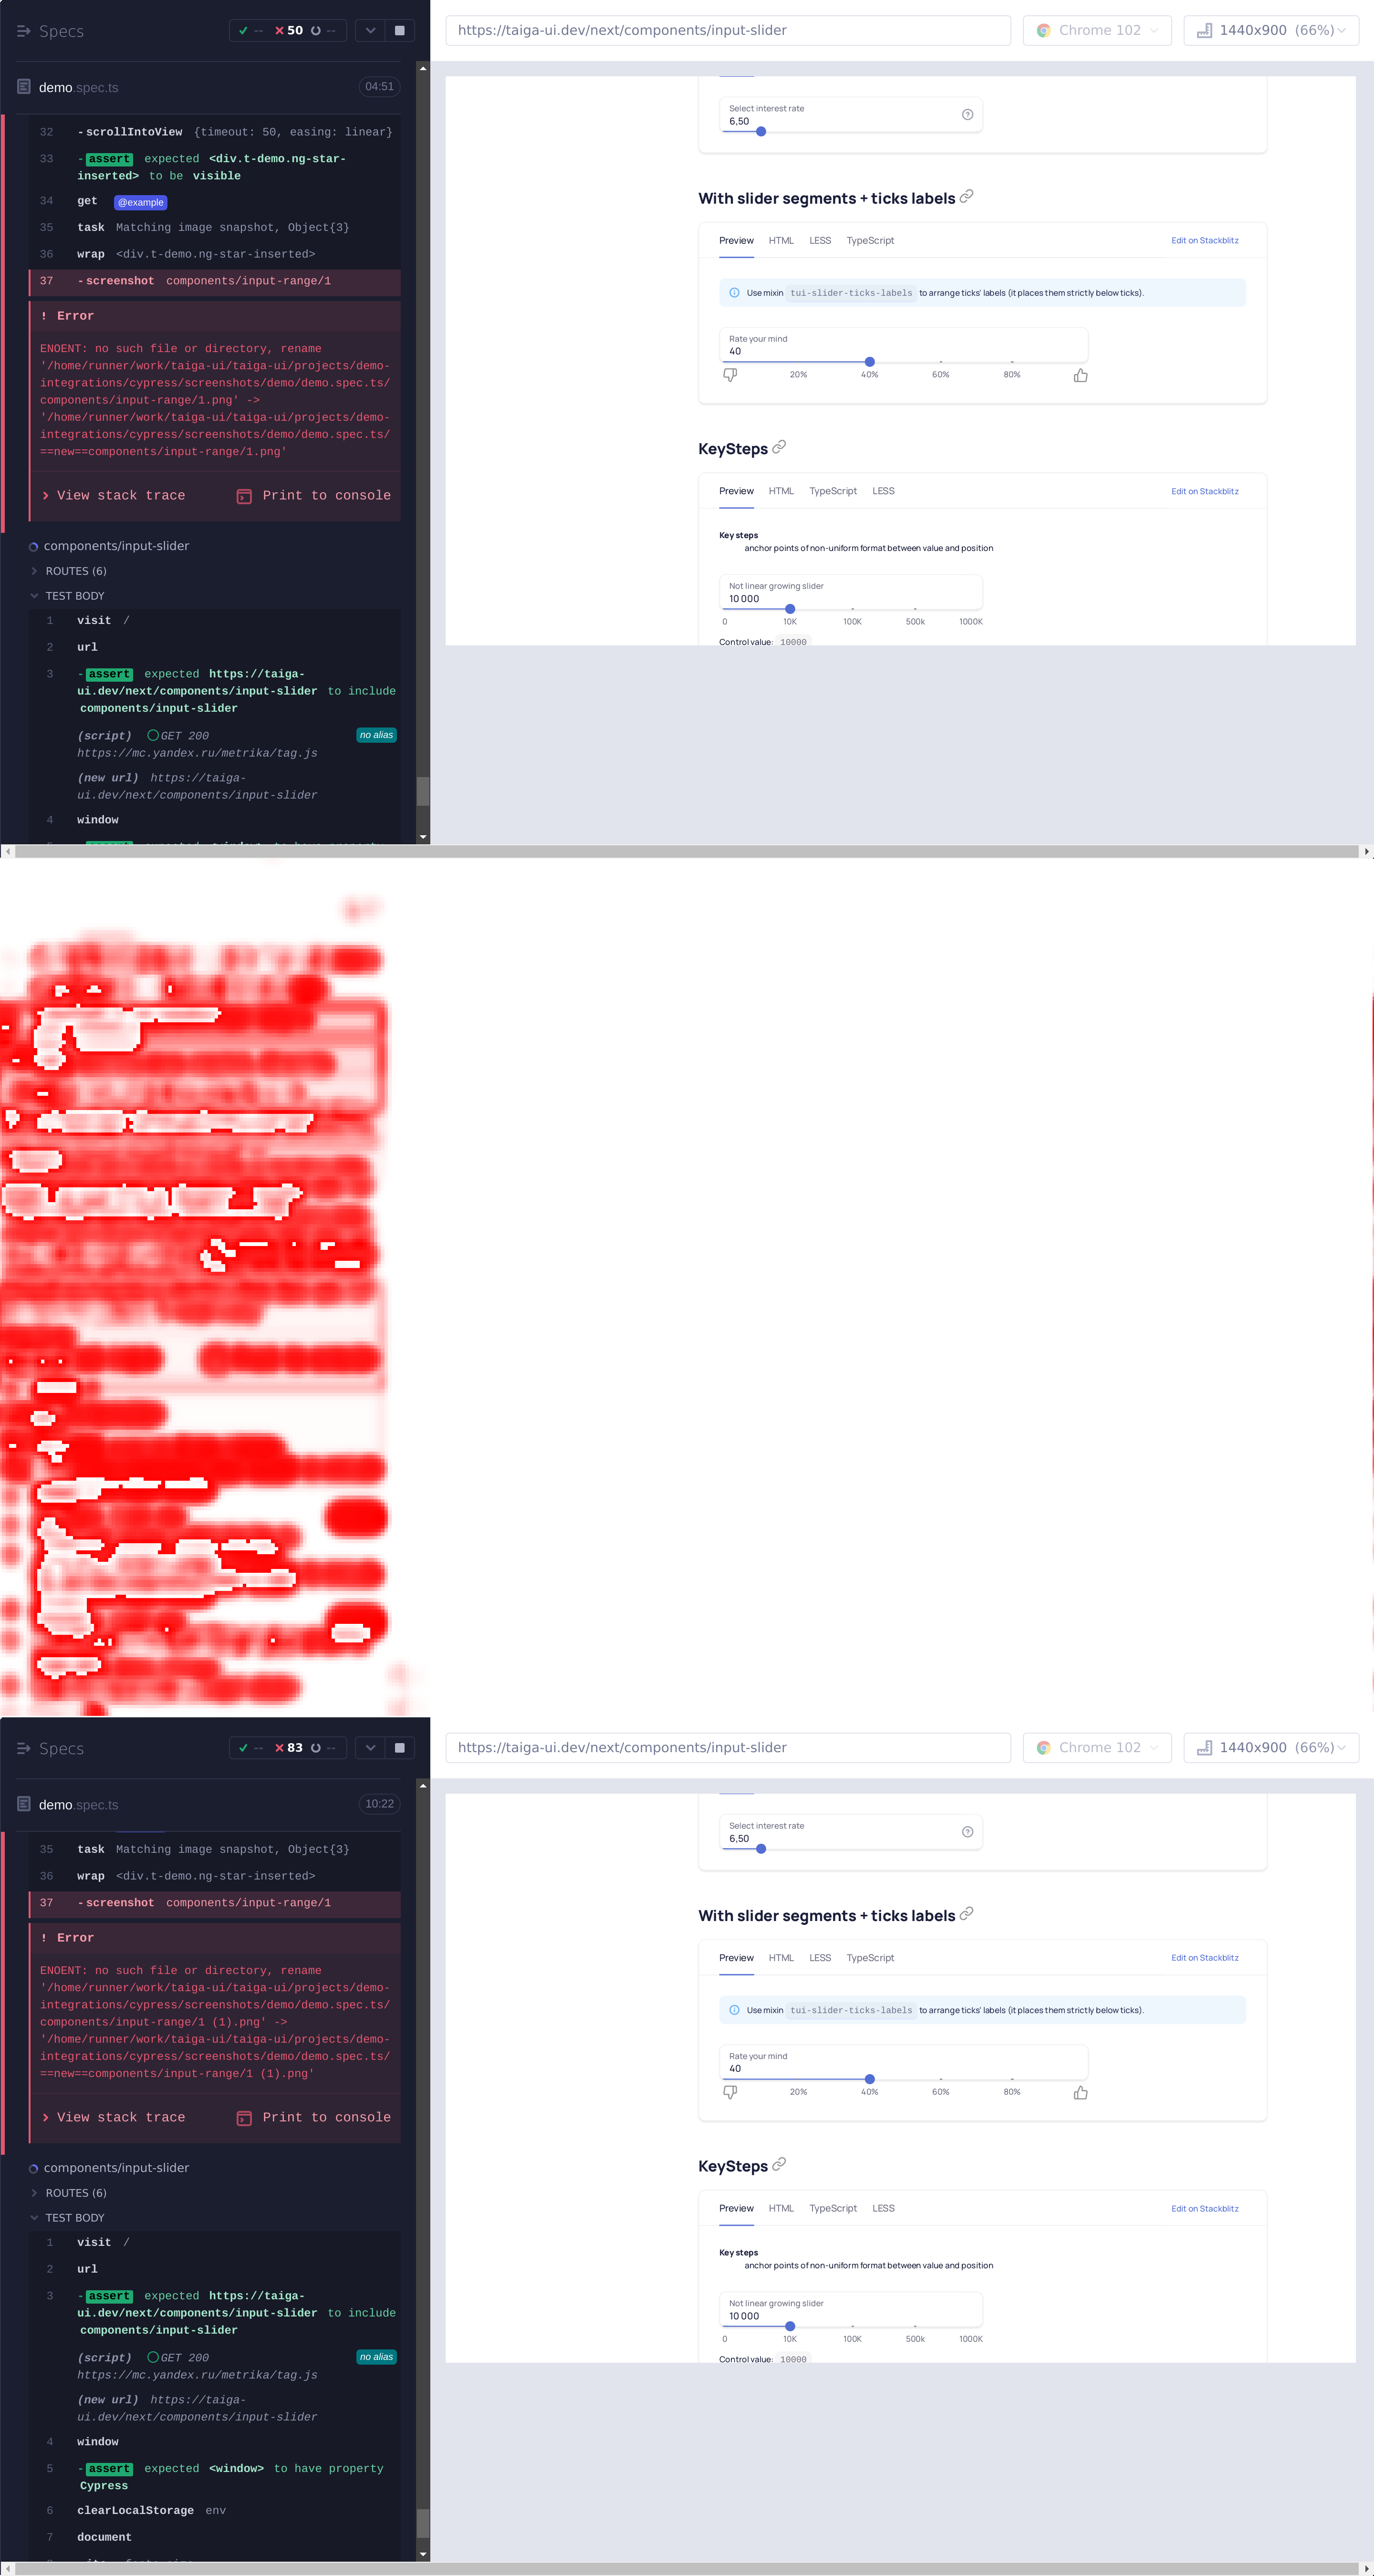 Specs
-- 50 --
https://taiga-ui.dev/next/components/input-slider
Chrome 102
1440x900 (66%)
demo.spec.ts
04:51
32 -scrollIntoView {timeout: 50, easing: linear}
33 -assert expected <div.t-demo.ng-star-
inserted> to be visible
34 get @example
35 task Matching image snapshot, Object{3}
36 wrap <div.t-demo.ng-star-inserted>
37 -screenshot components/input-range/1
! Error
ENOENT: no such file or directory, rename
'/home/runner/work/taiga-ui/taiga-ui/projects/demo-
integrations/cypress/screenshots/demo/demo.spec.ts/
components/input-range/1.png' ->
'/home/runner/work/taiga-ui/taiga-ui/projects/demo-
integrations/cypress/screenshots/demo/demo.spec.ts/
==new==components/input-range/1.png'
View stack trace
Print to console
components/input-slider
ROUTES (6)
TEST BODY
1 visit /
2 url
3 -assert expected https://taiga-
ui.dev/next/components/input-slider to include
components/input-slider
(script) GET 200 no alias
https://mc.yandex.ru/metrika/tag.js
(new url) https://taiga-
ui.dev/next/components/input-slider
4 window
Select interest rate
6,50
With slider segments + ticks labels
Preview HTML LESS TypeScript
Edit on Stackblitz
Use mixin tui-slider-ticks-labels to arrange ticks' labels (it places them strictly below ticks).
Rate your mind
40
20% 40% 60% 80%
KeySteps
Preview HTML TypeScript LESS
Edit on Stackblitz
Key steps
anchor points of non-uniform format between value and position
Not linear growing slider
10 000
0 10K 100K 500k 1000K
Control value: 10000
Specs
-- 83 --
https://taiga-ui.dev/next/components/input-slider
Chrome 102
1440x900 (66%)
demo.spec.ts
10:22
35 task Matching image snapshot, Object{3}
36 wrap <div.t-demo.ng-star-inserted>
37 -screenshot components/input-range/1
! Error
ENOENT: no such file or directory, rename
'/home/runner/work/taiga-ui/taiga-ui/projects/demo-
integrations/cypress/screenshots/demo/demo.spec.ts/
components/input-range/1 (1).png' ->
'/home/runner/work/taiga-ui/taiga-ui/projects/demo-
integrations/cypress/screenshots/demo/demo.spec.ts/
==new==components/input-range/1 (1).png'
View stack trace
Print to console
components/input-slider
ROUTES (6)
TEST BODY
1 visit /
2 url
3 -assert expected https://taiga-
ui.dev/next/components/input-slider to include
components/input-slider
(script) GET 200 no alias
https://mc.yandex.ru/metrika/tag.js
(new url) https://taiga-
ui.dev/next/components/input-slider
4 window
5 -assert expected <window> to have property
Cypress
6 clearLocalStorage env
7 document
Select interest rate
6,50
With slider segments + ticks labels
Preview HTML LESS TypeScript
Edit on Stackblitz
Use mixin tui-slider-ticks-labels to arrange ticks' labels (it places them strictly below ticks).
Rate your mind
40
20% 40% 60% 80%
KeySteps
Preview HTML TypeScript LESS
Edit on Stackblitz
Key steps
anchor points of non-uniform format between value and position
Not linear growing slider
10 000
0 10K 100K 500k 1000K
Control value: 10000